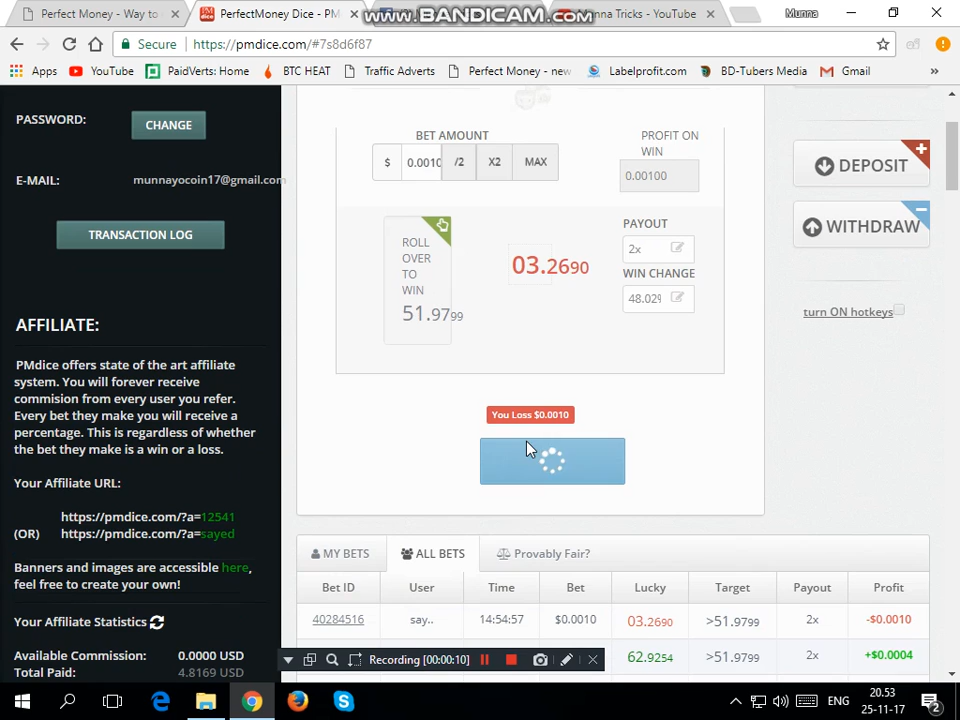 Perfect Money - Way to
PerfectMoney Dice - PM
www.BANDICAM.com
Munna Tricks - YouTube
Munna
Secure
https://pmdice.com/#7s8d6f87
Apps
YouTube
PaidVerts: Home
BTC HEAT
Traffic Adverts
Perfect Money - new
Labelprofit.com
BD-Tubers Media
Gmail
»
PASSWORD:
CHANGE
E-MAIL:
munnayocoin17@gmail.com
TRANSACTION LOG
AFFILIATE:
PMdice offers state of the art affiliate
system. You will forever receive
commision from every user you refer.
Every bet they make you will receive a
percentage. This is regardless of whether
the bet they make is a win or a loss.
Your Affiliate URL:
https://pmdice.com/?a=12541
(OR) https://pmdice.com/?a=sayed
Banners and images are accessible here,
feel free to create your own!
Your Affiliate Statistics
Available Commission: 0.0000 USD
Total Paid: 4.8169 USD
BET AMOUNT
$ 0.0010 /2 X2 MAX
PROFIT ON
WIN
0.00100
ROLL
OVER
TO
WIN
51.9799
03.2690
PAYOUT
2x
WIN CHANGE
48.02%
You Loss $0.0010
DEPOSIT
WITHDRAW
turn ON hotkeys
MY BETS
ALL BETS
Provably Fair?
Bet ID User Time Bet Lucky Target Payout Profit
40284516 say.. 14:54:57 $0.0010 03.2690 >51.9799 2x -$0.0010
62.9254 >51.9799 2x +$0.0004
Recording [00:00:10]
ENG
20.53
25-11-17
2